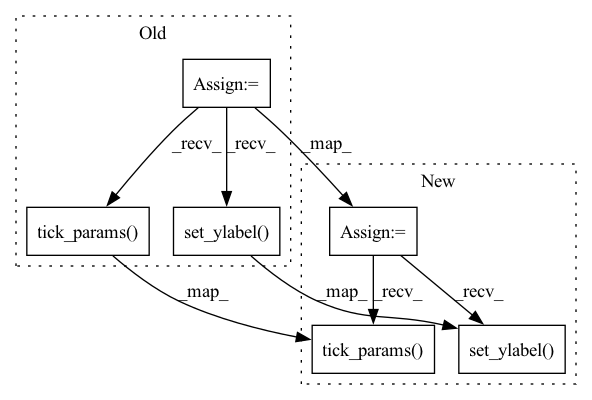 Old
Assign:=
_recv_
_recv_
_map_
New
tick_params()
set_ylabel()
Assign:=
_map_
_map_
_recv_
_recv_
tick_params()
set_ylabel()